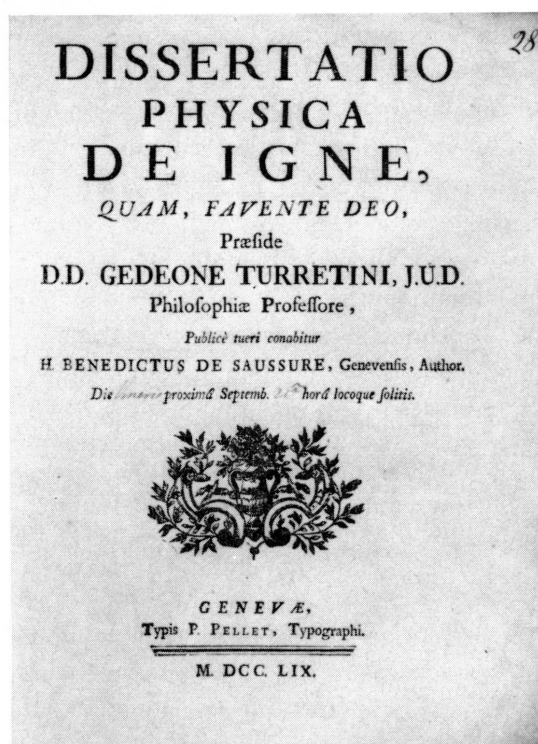 28
DISSERTATIO
PHYSICA
DE IGNE,
QUAM, FAVENTE DEO,
Præside
D.D. GEDEONE TURRETINI, J.U.D.
Philosophiæ Professore,
Publicè tueri conabitur
H. BENEDICTUS DE SAUSSURE, Genevensis, Author.
Die proximâ Septemb. horâ locoque solitis.
GENEVÆ,
Typis P. PELLET, Typographi.
M. DCC. LIX.